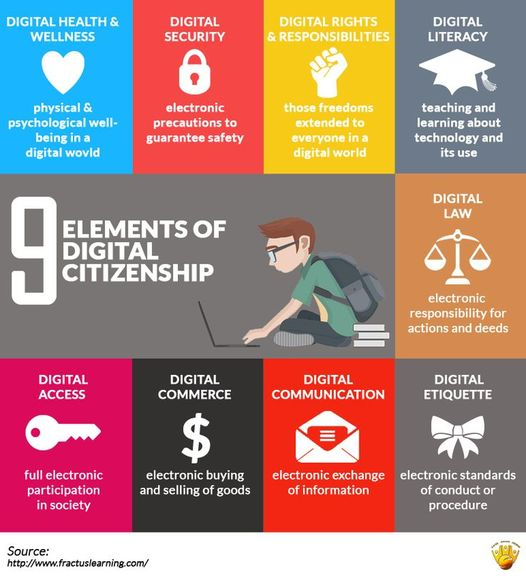 DIGITAL HEALTH &
WELLNESS
physical &
psychological well-
being in a
digital wovld
DIGITAL
SECURITY
electronic
precautions to
guarantee safety
DIGITAL RIGHTS
& RESPONSIBILITIES
those freedoms
extended to
everyone in a
digital world
DIGITAL
LITERACY
teaching and
learning about
technology and
its use
9 ELEMENTS OF
DIGITAL
CITIZENSHIP
DIGITAL
LAW
electronic
responsibility for
actions and deeds
DIGITAL
ACCESS
full electronic
participation
in society
DIGITAL
COMMERCE
$
electronic buying
and selling of goods
DIGITAL
COMMUNICATION
electronic exchange
of information
DIGITAL
ETIQUETTE
electronic standards
of conduct or
procedure
Source:
http://www.fractuslearning.com/